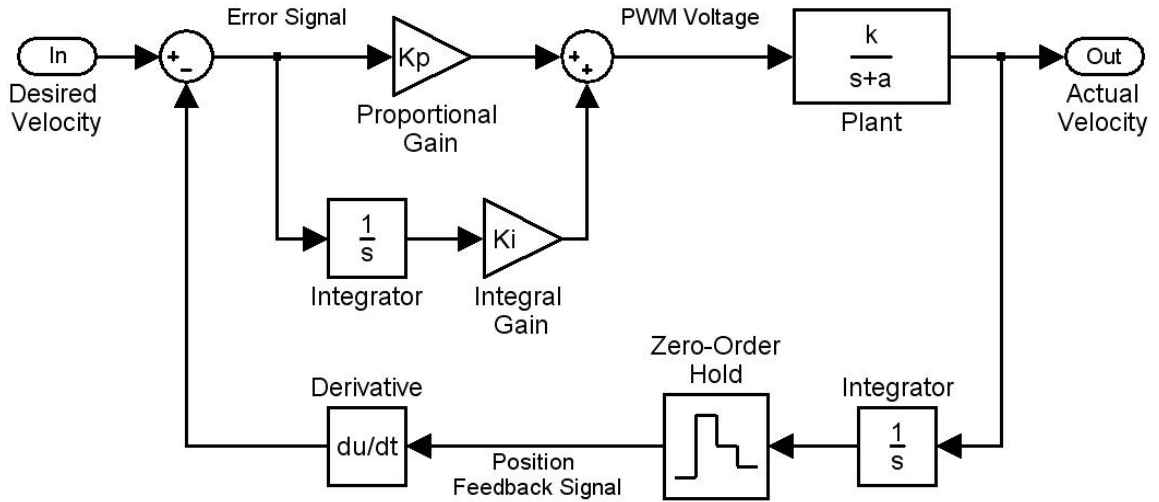 Error Signal
PWM Voltage
In
+
−
Kp
+
+
k
s+a
Out
Desired
Velocity
Proportional
Gain
Plant
Actual
Velocity
1
s
Ki
Integrator
Integral
Gain
Zero-Order
Hold
Derivative
Integrator
du/dt
1
s
Position
Feedback Signal